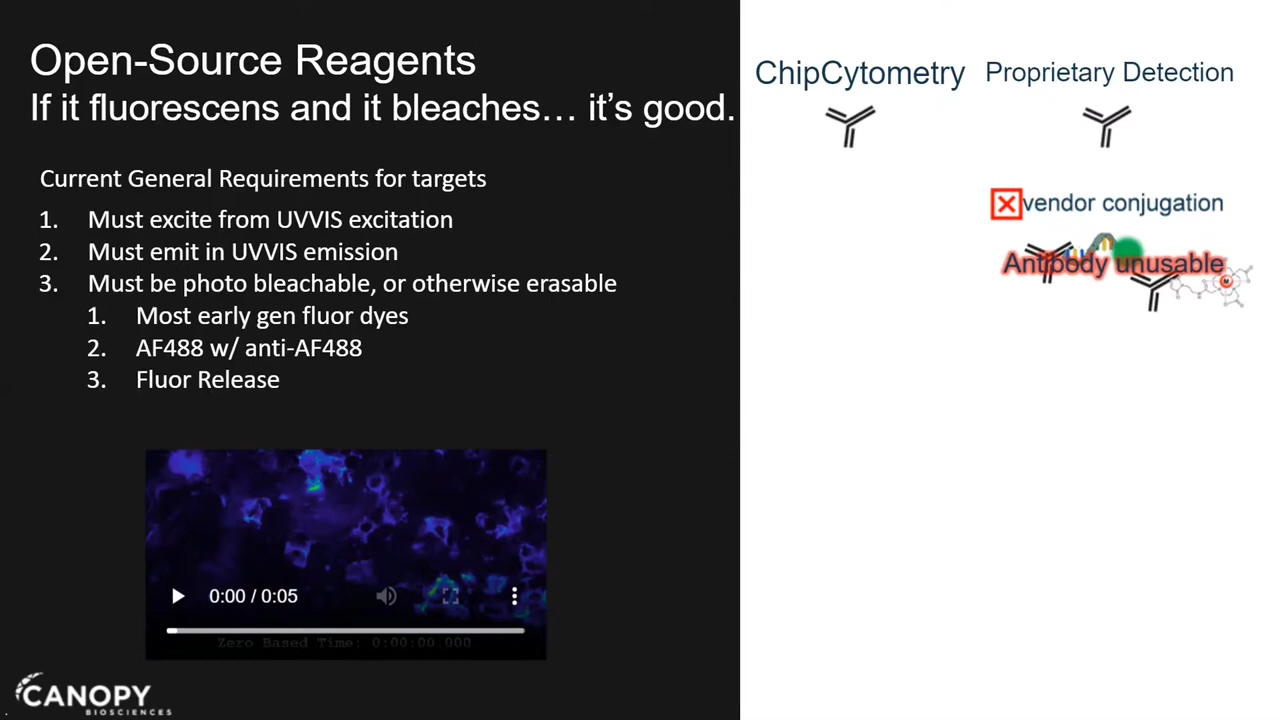 Open-Source Reagents
If it fluorescens and it bleaches… it's good.
Current General Requirements for targets
1. Must excite from UVVIS excitation
2. Must emit in UVVIS emission
3. Must be photo bleachable, or otherwise erasable
1. Most early gen fluor dyes
2. AF488 w/ anti-AF488
3. Fluor Release
0:00 / 0:05
Zero Based Time: 0:00:00.000
CANOPY
BIOSCIENCES
ChipCytometry
Proprietary Detection
vendor conjugation
Antibody unusable
M